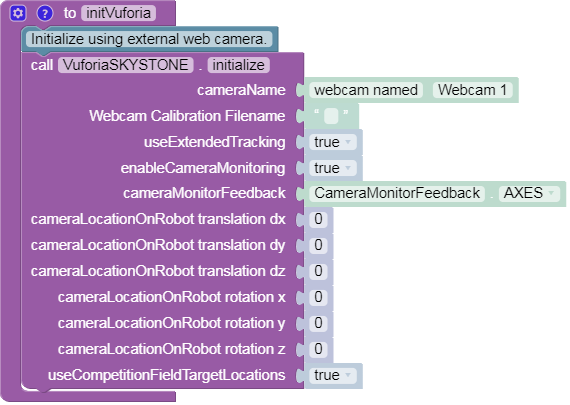 ? to initVuforia
Initialize using external web camera.
call VuforiaSKYSTONE . initialize
cameraName webcam named Webcam 1
Webcam Calibration Filename “ ”
useExtendedTracking true
enableCameraMonitoring true
cameraMonitorFeedback CameraMonitorFeedback . AXES
cameraLocationOnRobot translation dx 0
cameraLocationOnRobot translation dy 0
cameraLocationOnRobot translation dz 0
cameraLocationOnRobot rotation x 0
cameraLocationOnRobot rotation y 0
cameraLocationOnRobot rotation z 0
useCompetitionFieldTargetLocations true